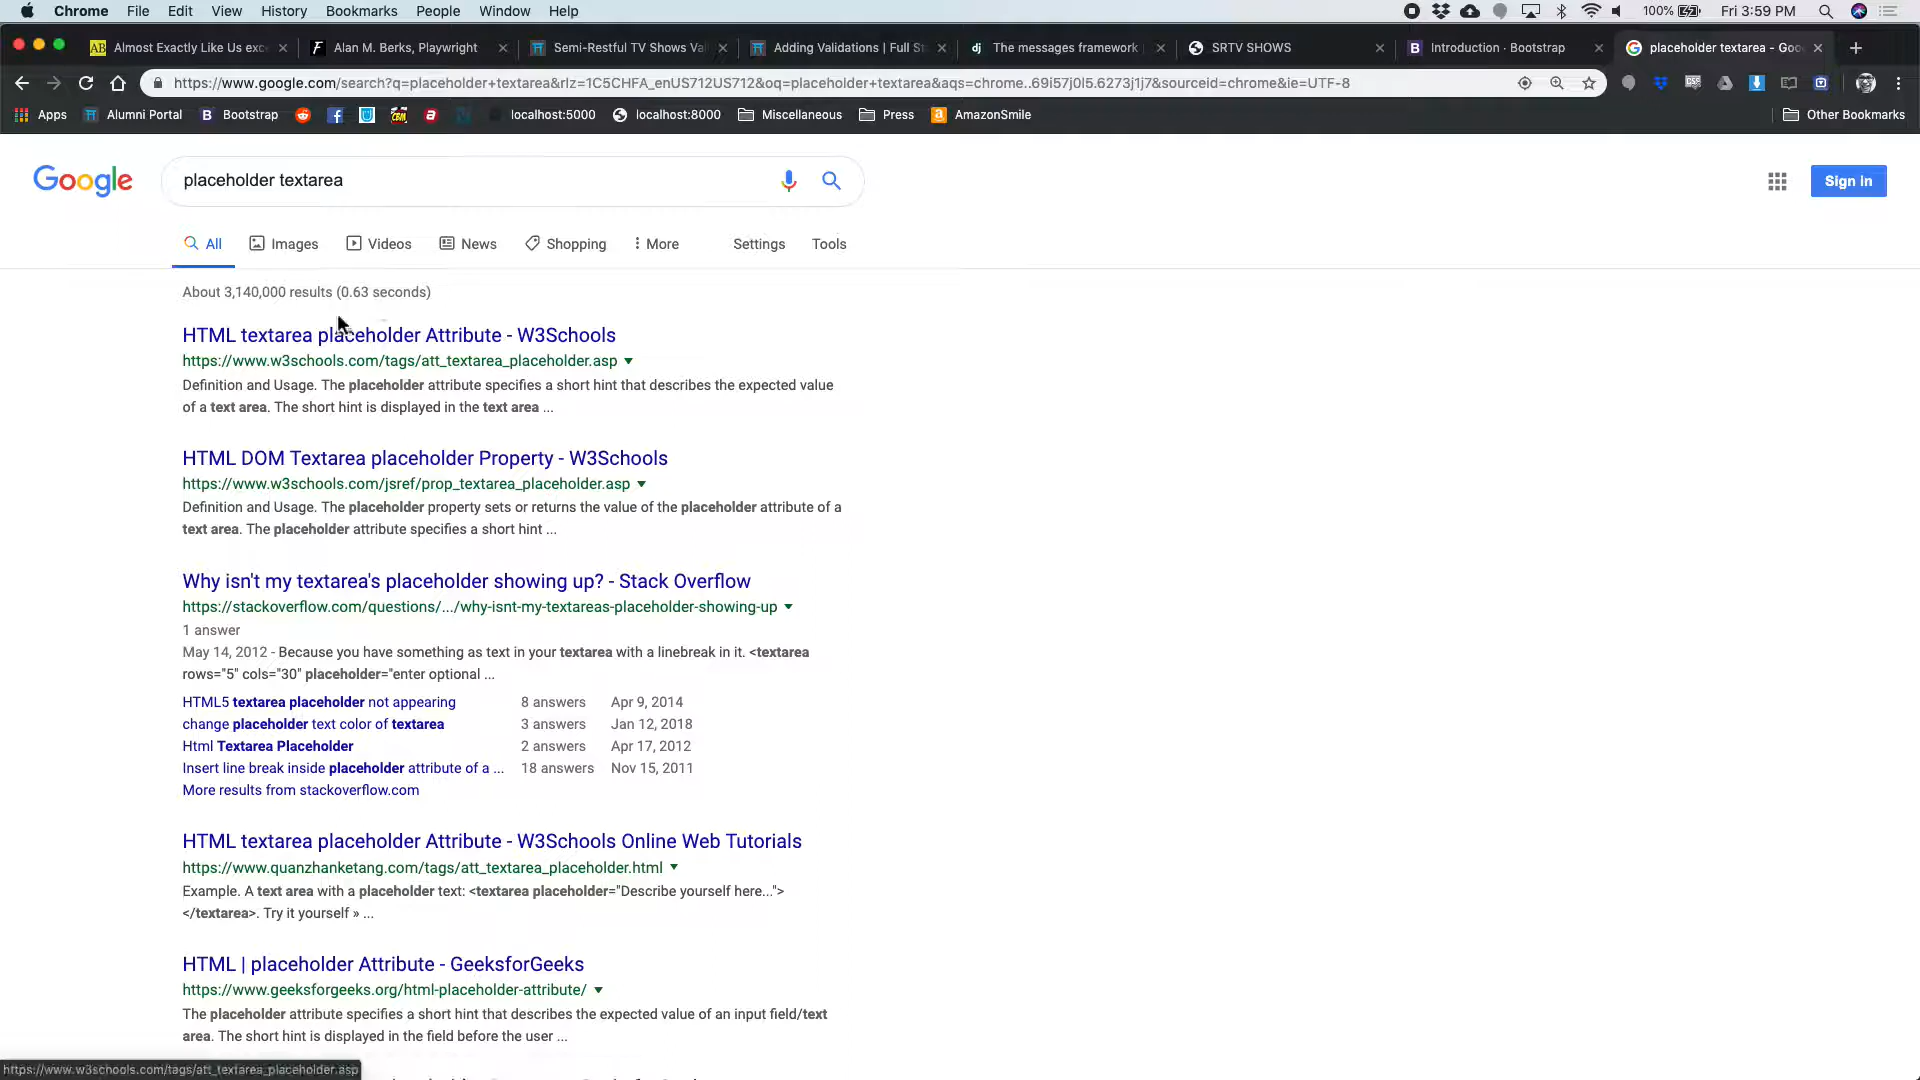 Chrome File Edit View History Bookmarks People Window Help 100% Fri 3:59 PM
AB Almost Exactly Like Us exc Alan M. Berks, Playwright Semi-Restful TV Shows Va Adding Validations | Full St dj The messages framework SRTV SHOWS B Introduction · Bootstrap placeholder textarea - Goo
https://www.google.com/search?q=placeholder+textarea&rlz=1C5CHFA_enUS712US712&oq=placeholder+textarea&aqs=chrome..69i57j0l5.6273j1j7&sourceid=chrome&ie=UTF-8
Apps Alumni Portal B Bootstrap localhost:5000 localhost:8000 Miscellaneous Press AmazonSmile Other Bookmarks
Google placeholder textarea Sign in
All Images Videos News Shopping More Settings Tools
About 3,140,000 results (0.63 seconds)
HTML textarea placeholder Attribute - W3Schools
https://www.w3schools.com/tags/att_textarea_placeholder.asp
Definition and Usage. The placeholder attribute specifies a short hint that describes the expected value
of a text area. The short hint is displayed in the text area ...
HTML DOM Textarea placeholder Property - W3Schools
https://www.w3schools.com/jsref/prop_textarea_placeholder.asp
Definition and Usage. The placeholder property sets or returns the value of the placeholder attribute of a
text area. The placeholder attribute specifies a short hint ...
Why isn't my textarea's placeholder showing up? - Stack Overflow
https://stackoverflow.com/questions/.../why-isnt-my-textareas-placeholder-showing-up
1 answer
May 14, 2012 - Because you have something as text in your textarea with a linebreak in it. <textarea
rows="5" cols="30" placeholder="enter optional ...
HTML5 textarea placeholder not appearing 8 answers Apr 9, 2014
change placeholder text color of textarea 3 answers Jan 12, 2018
Html Textarea Placeholder 2 answers Apr 17, 2012
Insert line break inside placeholder attribute of a ... 18 answers Nov 15, 2011
More results from stackoverflow.com
HTML textarea placeholder Attribute - W3Schools Online Web Tutorials
https://www.quanzhanketang.com/tags/att_textarea_placeholder.html
Example. A text area with a placeholder text: <textarea placeholder="Describe yourself here...">
</textarea>. Try it yourself » ...
HTML | placeholder Attribute - GeeksforGeeks
https://www.geeksforgeeks.org/html-placeholder-attribute/
The placeholder attribute specifies a short hint that describes the expected value of an input field/text
area. The short hint is displayed in the field before the user ...
https://www.w3schools.com/tags/att_textarea_placeholder.asp